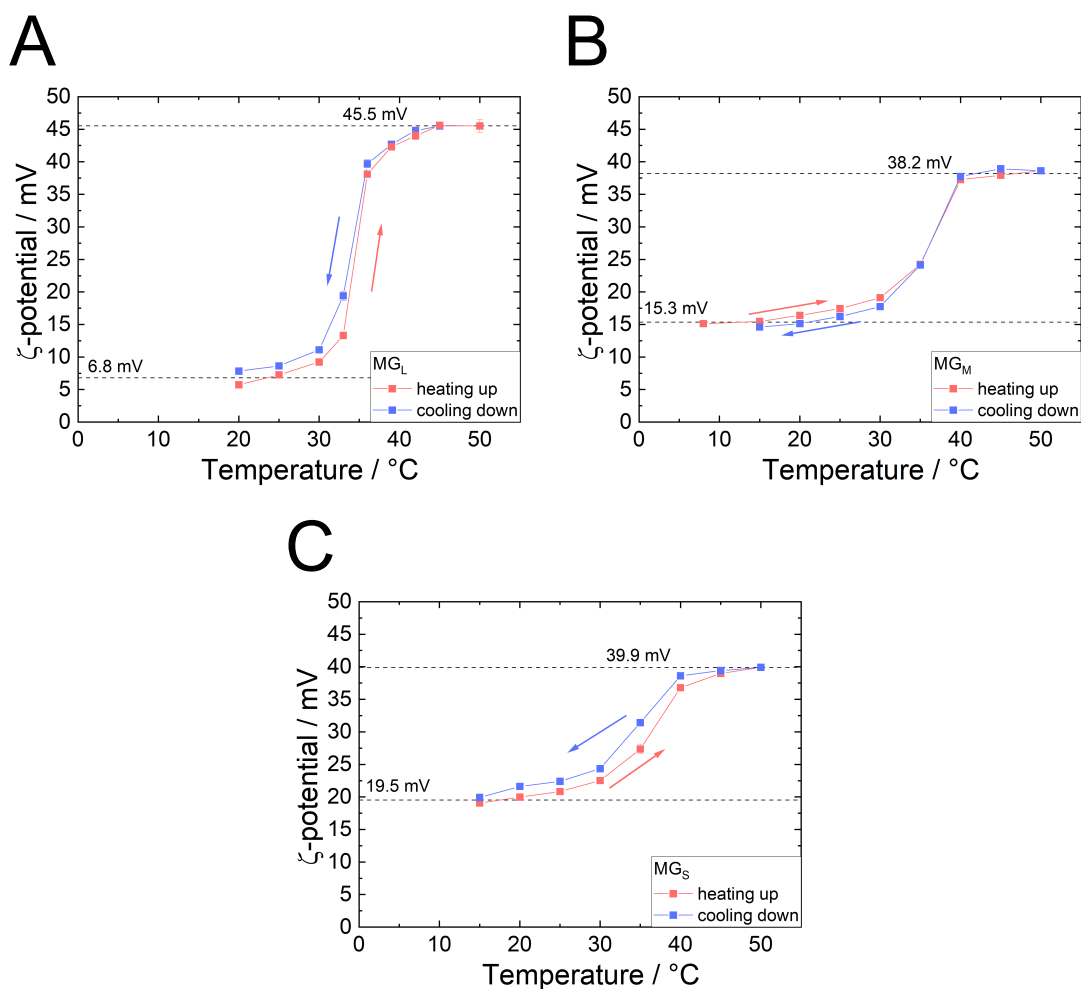 A
ζ-potential / mV
50
45
40
35
30
25
20
15
10
5
0
45.5 mV
6.8 mV
MG_L
heating up
cooling down
0 10 20 30 40 50
Temperature / °C
B
ζ-potential / mV
50
45
40
35
30
25
20
15
10
5
0
38.2 mV
15.3 mV
MG_M
heating up
cooling down
0 10 20 30 40 50
Temperature / °C
C
ζ-potential / mV
50
45
40
35
30
25
20
15
10
5
0
39.9 mV
19.5 mV
MG_S
heating up
cooling down
0 10 20 30 40 50
Temperature / °C